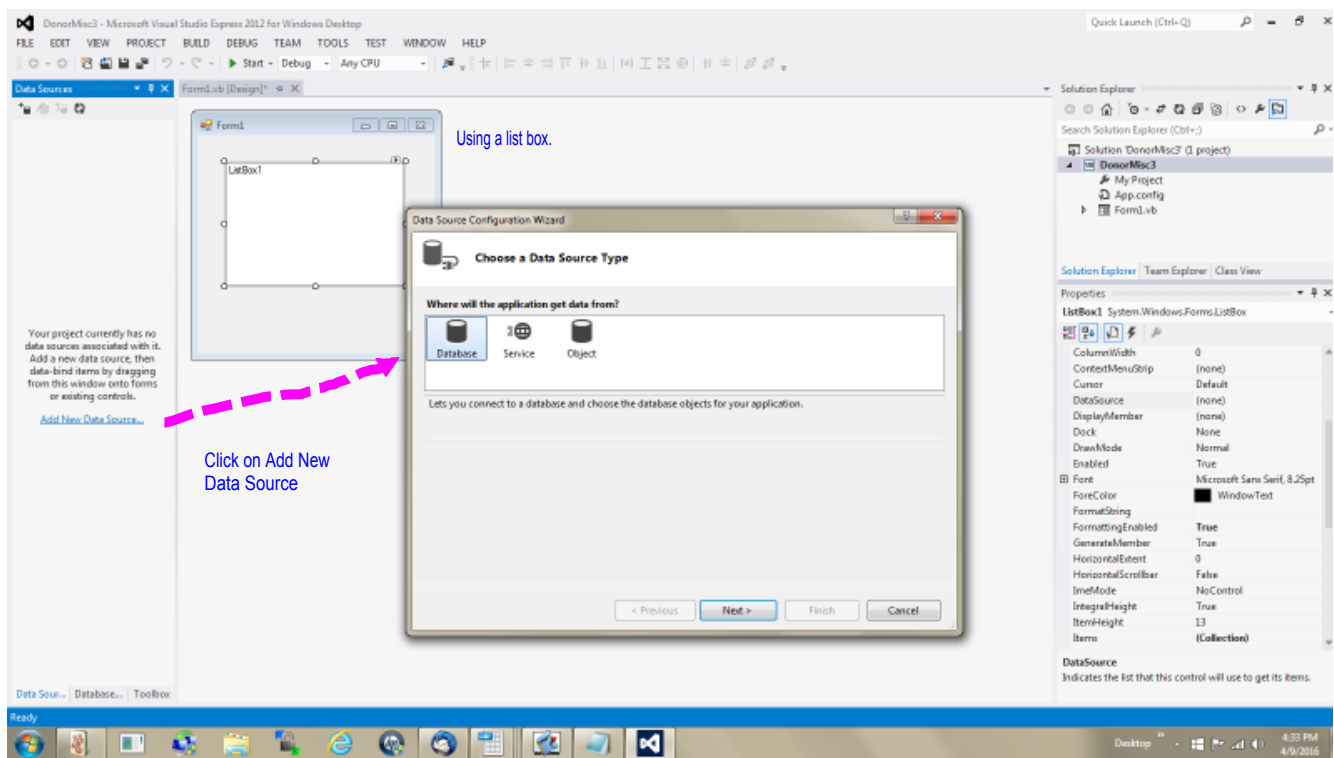 DonorMisc3 - Microsoft Visual Studio Express 2012 for Windows Desktop
Quick Launch (Ctrl+Q)
FILE EDIT VIEW PROJECT BUILD DEBUG TEAM TOOLS TEST WINDOW HELP
Start - Debug - Any CPU
Data Sources
Form1.vb [Design]*
Your project currently has no
data sources associated with it.
Add a new data source, then
data-bind items by dragging
from this window onto forms
or existing controls.
Add New Data Source...
Data Sour... Database... Toolbox
Form1
ListBox1
Using a list box.
Click on Add New
Data Source
Data Source Configuration Wizard
Choose a Data Source Type
Where will the application get data from?
Database Service Object
Lets you connect to a database and choose the database objects for your application.
< Previous Next > Finish Cancel
Solution Explorer
Search Solution Explorer (Ctrl+;)
Solution 'DonorMisc3' (1 project)
DonorMisc3
My Project
App.config
Form1.vb
Solution Explorer Team Explorer Class View
Properties
ListBox1 System.Windows.Forms.ListBox
ColumnWidth 0
ContextMenuStrip (none)
Cursor Default
DataSource (none)
DisplayMember (none)
Dock None
DrawMode Normal
Enabled True
Font Microsoft Sans Serif, 8.25pt
ForeColor WindowText
FormatString
FormattingEnabled True
GenerateMember True
HorizontalExtent 0
HorizontalScrollbar False
ImeMode NoControl
IntegralHeight True
ItemHeight 13
Items (Collection)
DataSource
Indicates the list that this control will use to get its items.
Ready
Desktop
4:33 PM
4/9/2016